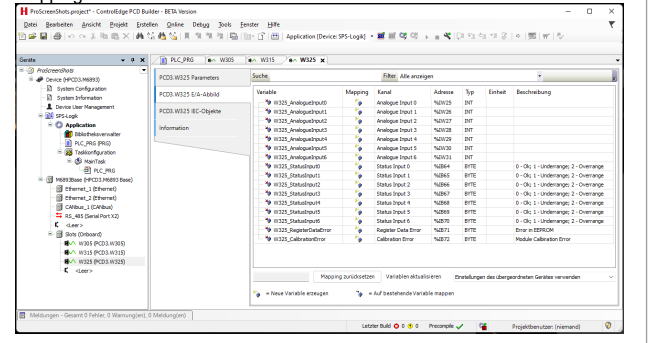 ProScreenShots.project* - ControlEdge PCD Builder - BETA Version
Datei Bearbeiten Ansicht Projekt Erstellen Online Debug Tools Fenster Hilfe
Application [Device: SPS-Logik]
Geräte
PLC_PRG W305 W315 W325
ProScreenShots
Device (HPCD3.M6893)
System Configuration
System Information
Device User Management
SPS-Logik
Application
Bibliotheksverwalter
PLC_PRG (PRG)
Taskkonfiguration
MainTask
PLC_PRG
M6893Base (HPCD3.M6893 Base)
Ethernet_1 (Ethernet)
Ethernet_2 (Ethernet)
CANbus_1 (CANbus)
RS_485 (Serial Port X2)
<Leer>
Slots (Onboard)
W305 (PCD3.W305)
W315 (PCD3.W315)
W325 (PCD3.W325)
<Leer>
PCD3.W325 Parameters
PCD3.W325 E/A-Abbild
PCD3.W325 IEC-Objekte
Information
Suche Filter Alle anzeigen
Variable Mapping Kanal Adresse Typ Einheit Beschreibung
W325_AnalogueInput0 Analogue Input 0 %IW25 INT
W325_AnalogueInput1 Analogue Input 1 %IW26 INT
W325_AnalogueInput2 Analogue Input 2 %IW27 INT
W325_AnalogueInput3 Analogue Input 3 %IW28 INT
W325_AnalogueInput4 Analogue Input 4 %IW29 INT
W325_AnalogueInput5 Analogue Input 5 %IW30 INT
W325_AnalogueInput6 Analogue Input 6 %IW31 INT
W325_StatusInput0 Status Input 0 %IB64 BYTE 0 - Ok; 1 - Underrange; 2 - Overrange
W325_StatusInput1 Status Input 1 %IB65 BYTE 0 - Ok; 1 - Underrange; 2 - Overrange
W325_StatusInput2 Status Input 2 %IB66 BYTE 0 - Ok; 1 - Underrange; 2 - Overrange
W325_StatusInput3 Status Input 3 %IB67 BYTE 0 - Ok; 1 - Underrange; 2 - Overrange
W325_StatusInput4 Status Input 4 %IB68 BYTE 0 - Ok; 1 - Underrange; 2 - Overrange
W325_StatusInput5 Status Input 5 %IB69 BYTE 0 - Ok; 1 - Underrange; 2 - Overrange
W325_StatusInput6 Status Input 6 %IB70 BYTE 0 - Ok; 1 - Underrange; 2 - Overrange
W325_RegisterDataError Register Data Error %IB71 BYTE Error in EEPROM
W325_CalibrationError Calibration Error %IB72 BYTE Module Calibration Error
Mapping zurücksetzen Variablen aktualisieren Einstellungen des übergeordneten Gerätes verwenden
= Neue Variable erzeugen = Auf bestehende Variable mappen
Meldungen - Gesamt 0 Fehler, 0 Warnung(en), 0 Meldung(en)
Letzter Build 0 0 Precompile Projektbenutzer: (niemand)